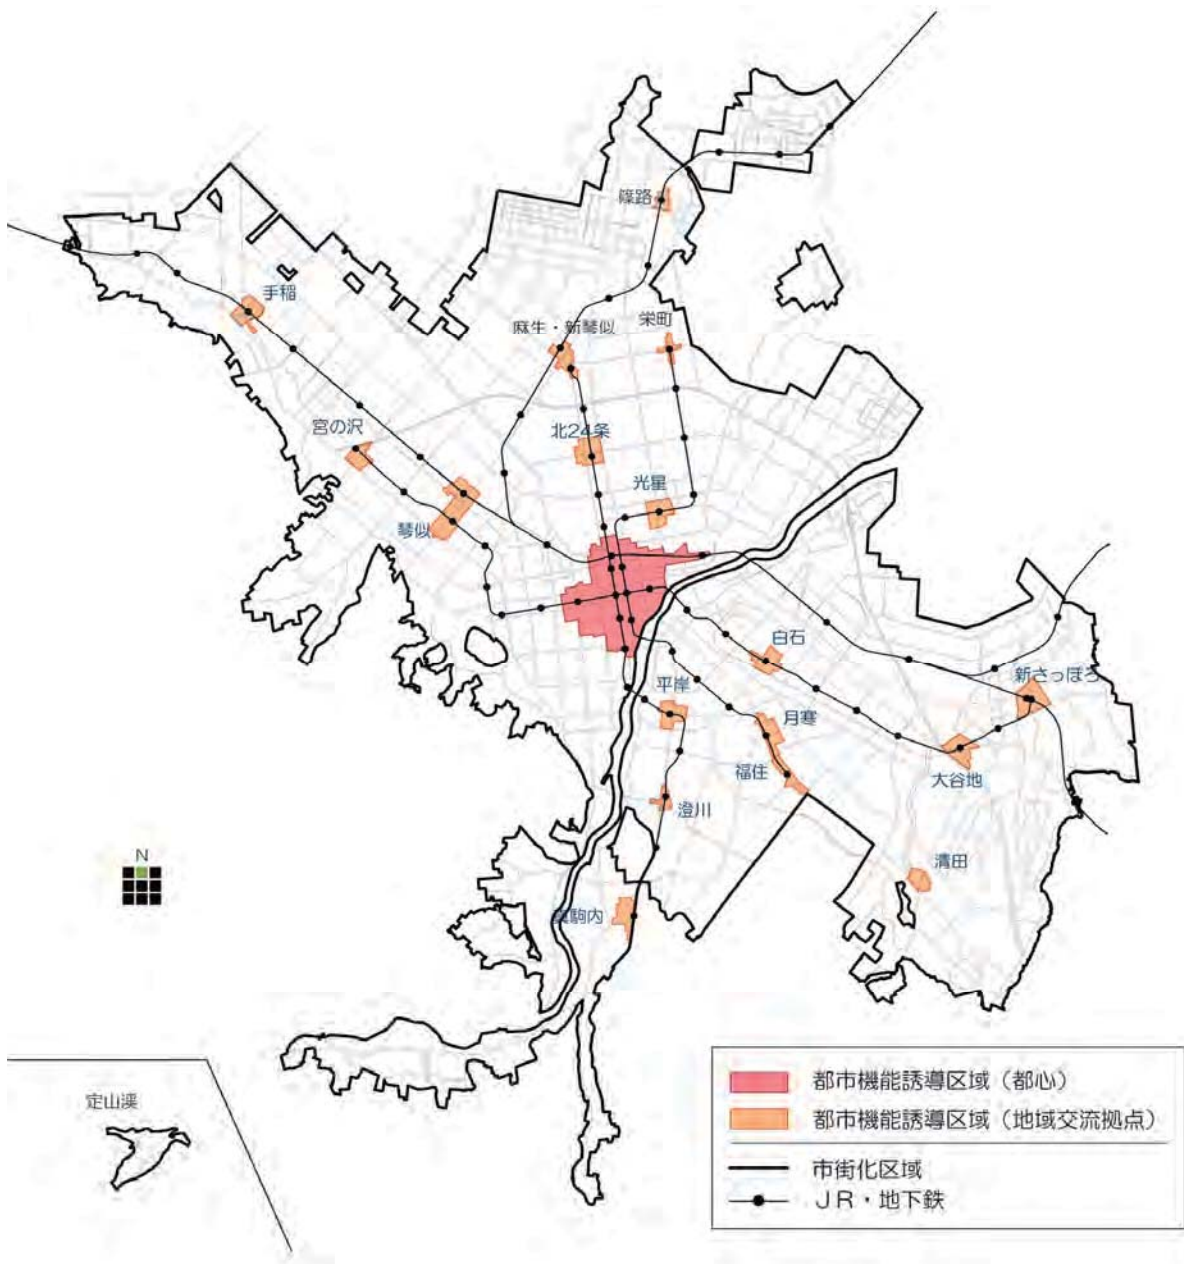 篠路
手稲
麻生・新琴似
栄町
宮の沢
北24条
光星
琴似
白石
新さっぽろ
平岸
月寒
福住
大谷地
澄川
清田
真駒内
N
定山渓
都市機能誘導区域(都心)
都市機能誘導区域(地域交流拠点)
市街化区域
JR・地下鉄